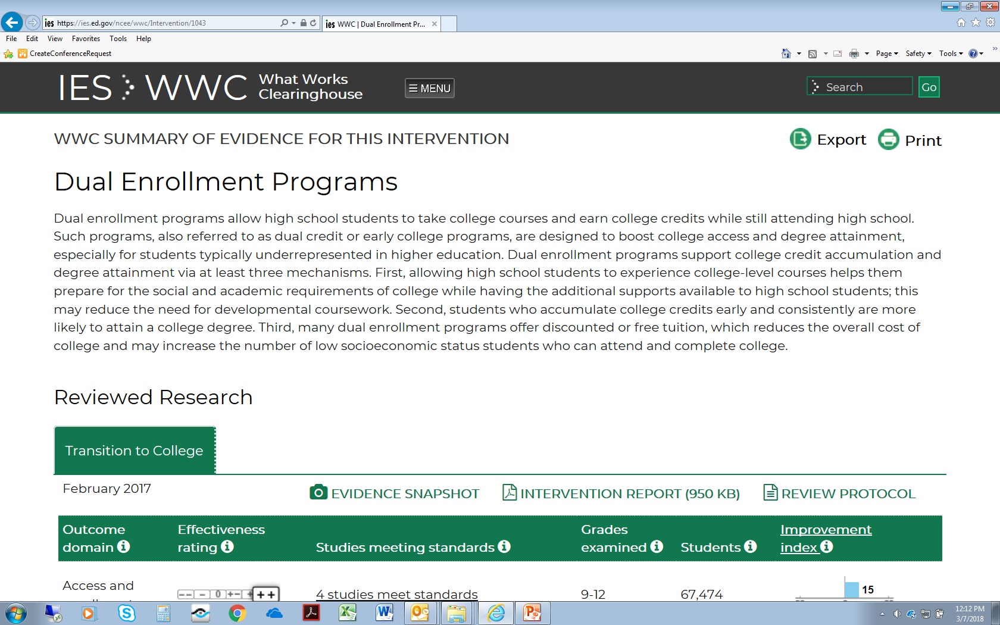 ies https://ies.ed.gov/ncee/wwc/Intervention/1043
ies WWC | Dual Enrollment Pr...
File Edit View Favorites Tools Help
CreateConferenceRequest
Page Safety Tools
IES WWC What Works
Clearinghouse
MENU
Search
Go
WWC SUMMARY OF EVIDENCE FOR THIS INTERVENTION
Export Print
Dual Enrollment Programs
Dual enrollment programs allow high school students to take college courses and earn college credits while still attending high school.
Such programs, also referred to as dual credit or early college programs, are designed to boost college access and degree attainment,
especially for students typically underrepresented in higher education. Dual enrollment programs support college credit accumulation and
degree attainment via at least three mechanisms. First, allowing high school students to experience college-level courses helps them
prepare for the social and academic requirements of college while having the additional supports available to high school students; this
may reduce the need for developmental coursework. Second, students who accumulate college credits early and consistently are more
likely to attain a college degree. Third, many dual enrollment programs offer discounted or free tuition, which reduces the overall cost of
college and may increase the number of low socioeconomic status students who can attend and complete college.
Reviewed Research
Transition to College
February 2017
EVIDENCE SNAPSHOT INTERVENTION REPORT (950 KB) REVIEW PROTOCOL
Outcome
domain
Effectiveness
rating
Studies meeting standards
Grades
examined
Students
Improvement
index
Access and
-- - 0 +- + ++
4 studies meet standards
9-12
67,474
15
12:12 PM
3/7/2018